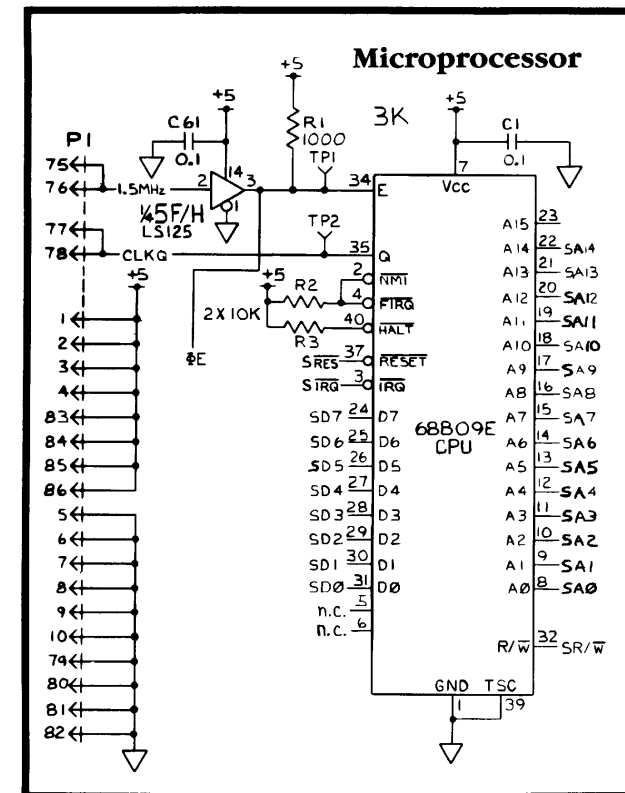 Microprocessor
+5
+5
+5
P1
C61
0.1
R1
1000
3K
C1
0.1
75
76
1.5MHz
2
14
3
1
¼5F/H
LS125
TP1
34
E
7
Vcc
77
78
CLKQ
TP2
35
Q
+5
+5
R2
2X10K
R3
ΦE
2
NMI
4
FIRQ
40
HALT
SRES
37
RESET
SIRQ
3
IRQ
1
2
3
4
83
84
85
86
5
6
7
8
9
10
79
80
81
82
SD7 24 D7
SD6 25 D6
SD5 26 D5
SD4 27 D4
SD3 28 D3
SD2 29 D2
SD1 30 D1
SDØ 31 DØ
n.c. 5
n.c. 6
68B09E
CPU
A15 23
A14 22 SA14
A13 21 SA13
A12 20 SA12
A11 19 SA11
A10 18 SA10
A9 17 SA9
A8 16 SA8
A7 15 SA7
A6 14 SA6
A5 13 SA5
A4 12 SA4
A3 11 SA3
A2 10 SA2
A1 9 SA1
AØ 8 SAØ
R/W 32 SR/W
GND TSC
1 39